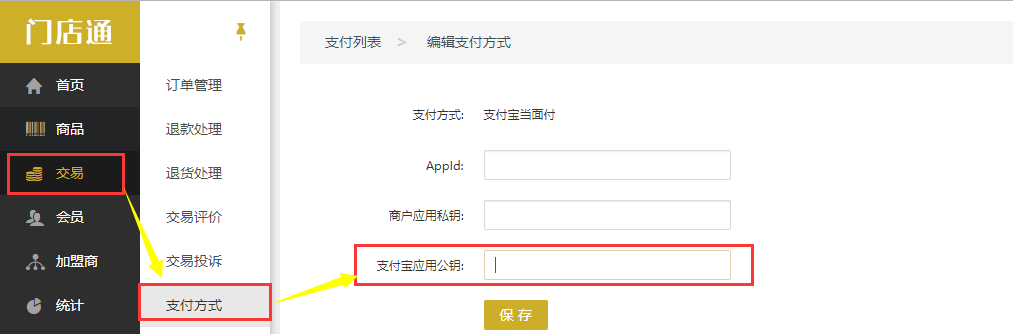 门店通
首页
商品
交易
会员
加盟商
统计
订单管理
退款处理
退货处理
交易评价
交易投诉
支付方式
支付列表 > 编辑支付方式
支付方式: 支付宝当面付
AppId:
商户应用私钥:
支付宝应用公钥:
保存